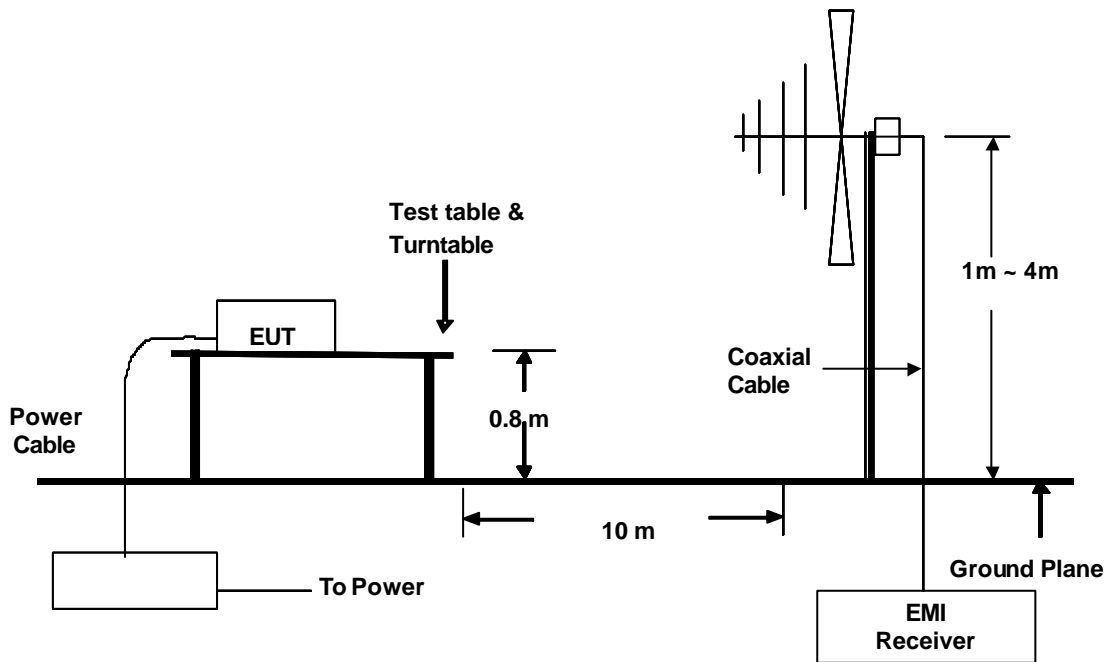 Test table &
Turntable
1m ~ 4m
EUT
Coaxial
Cable
0.8 m
Power
Cable
10 m
Ground Plane
To Power
EMI
Receiver